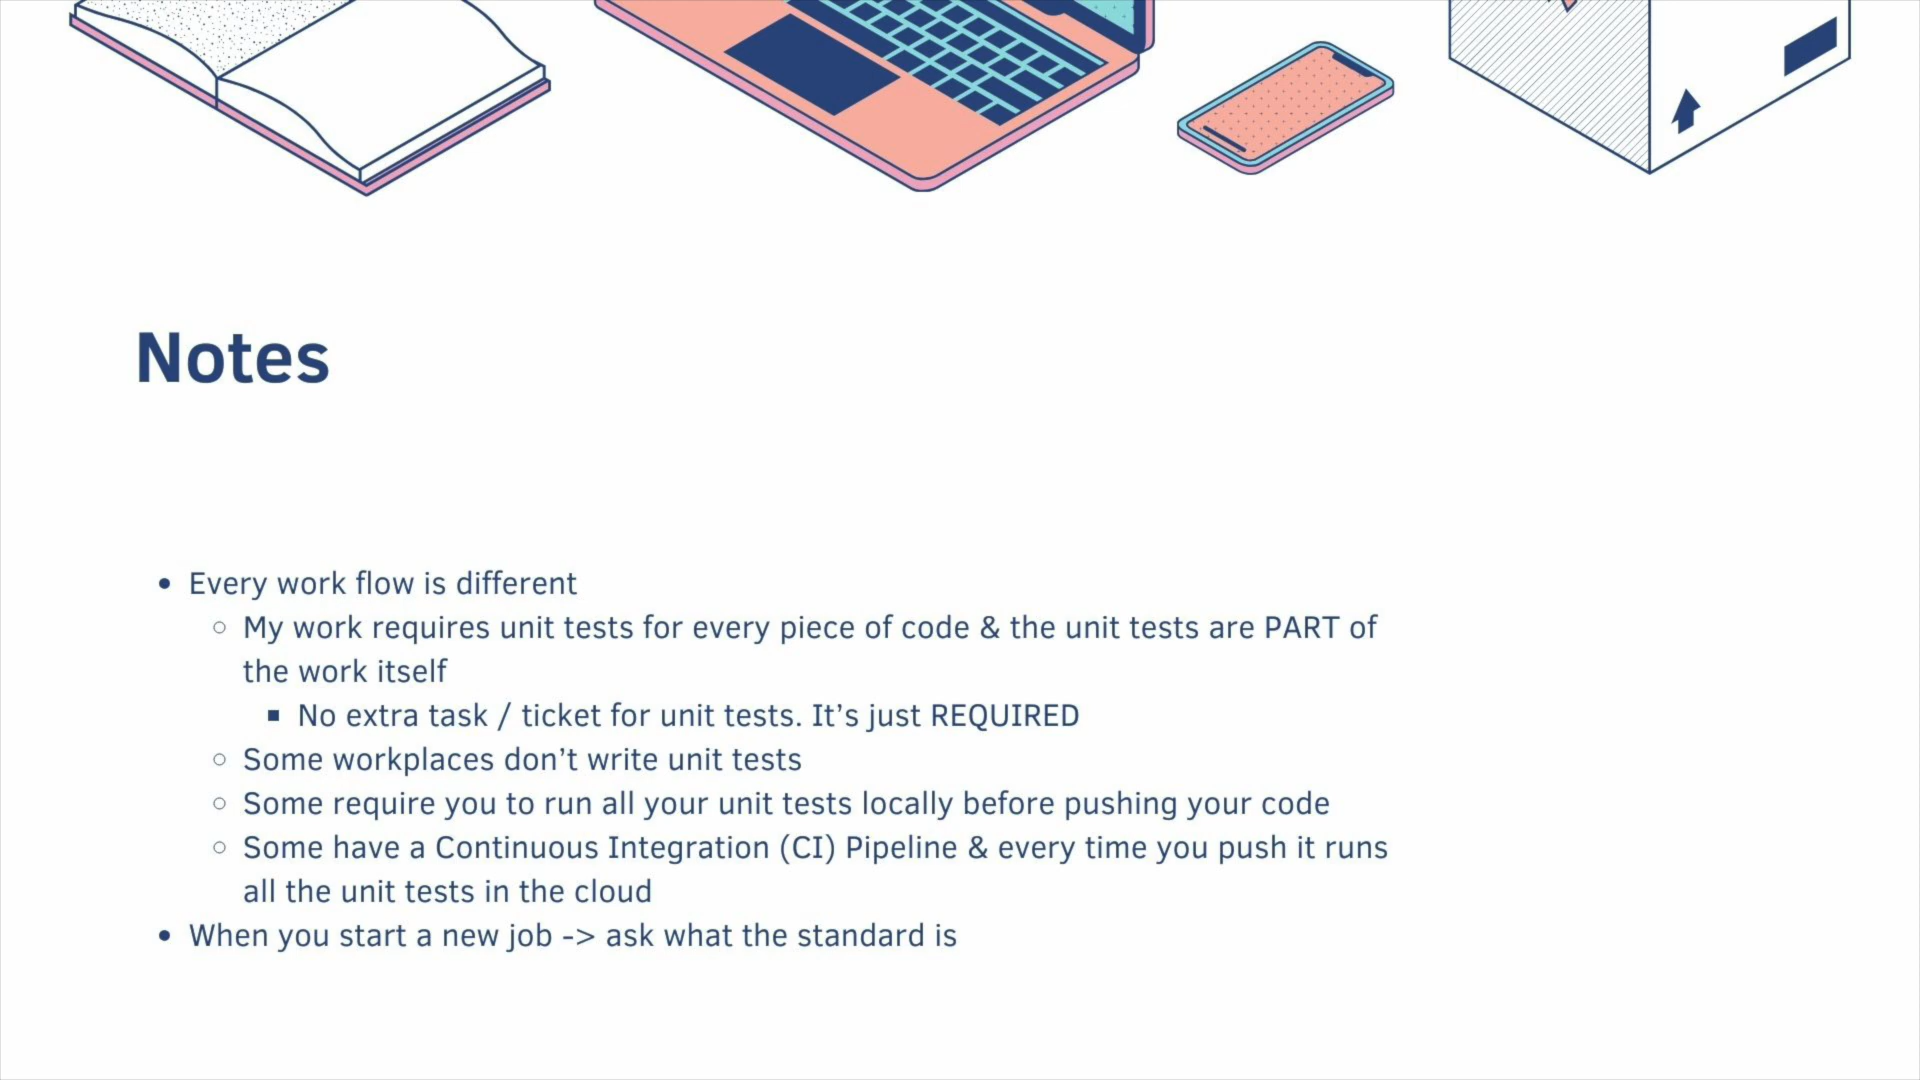 Notes
• Every work flow is different
○ My work requires unit tests for every piece of code & the unit tests are PART of
the work itself
■ No extra task / ticket for unit tests. It’s just REQUIRED
○ Some workplaces don’t write unit tests
○ Some require you to run all your unit tests locally before pushing your code
○ Some have a Continuous Integration (CI) Pipeline & every time you push it runs
all the unit tests in the cloud
• When you start a new job -> ask what the standard is